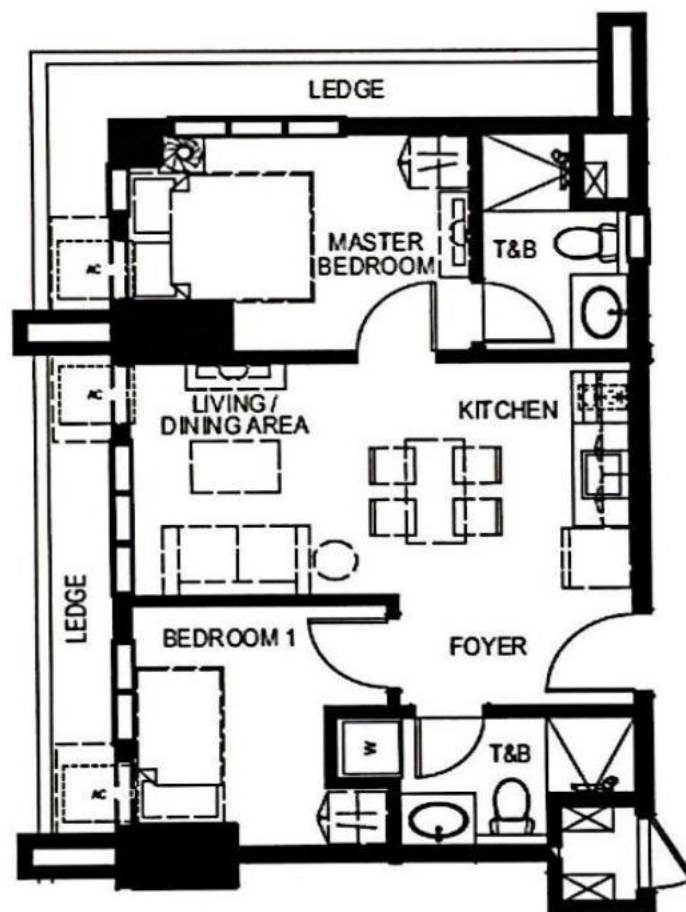 LEDGE
MASTER
BEDROOM
T&B
AC
AC
LIVING /
DINING AREA
KITCHEN
LEDGE
BEDROOM 1
FOYER
W
T&B
AC